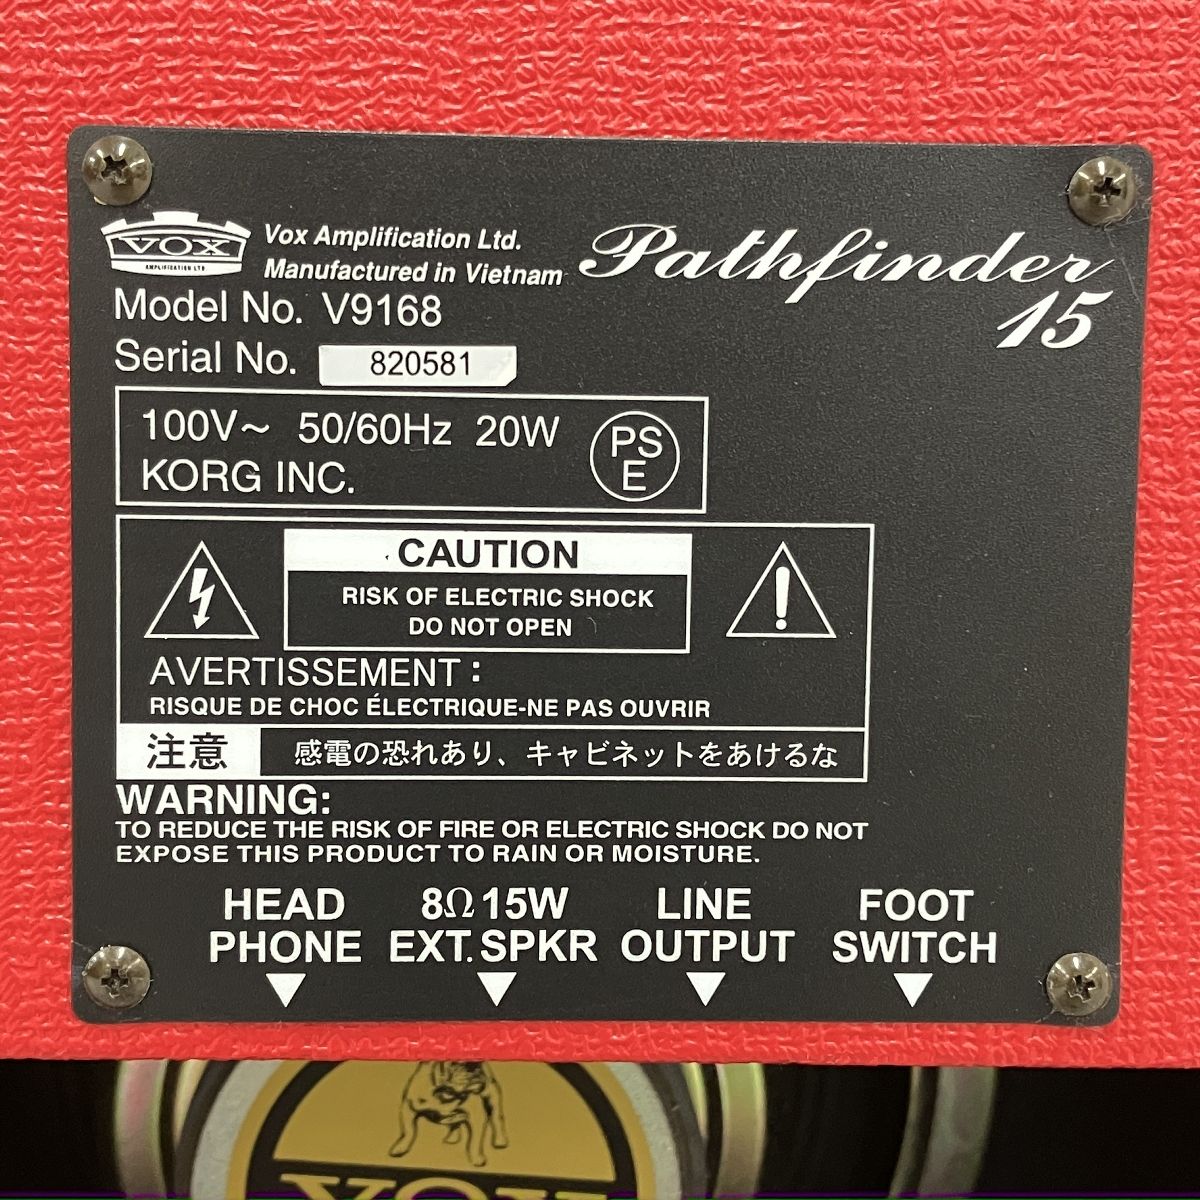 VOX
AMPLIFICATION LTD.
Vox Amplification Ltd.
Manufactured in Vietnam
Pathfinder
15
Model No. V9168
Serial No. 820581
100V~ 50/60Hz 20W
KORG INC.
PS
E
CAUTION
RISK OF ELECTRIC SHOCK
DO NOT OPEN
AVERTISSEMENT :
RISQUE DE CHOC ÉLECTRIQUE-NE PAS OUVRIR
注意 感電の恐れあり、キャビネットをあけるな
WARNING:
TO REDUCE THE RISK OF FIRE OR ELECTRIC SHOCK DO NOT
EXPOSE THIS PRODUCT TO RAIN OR MOISTURE.
HEAD
PHONE
8Ω 15W
EXT. SPKR
LINE
OUTPUT
FOOT
SWITCH
VOX